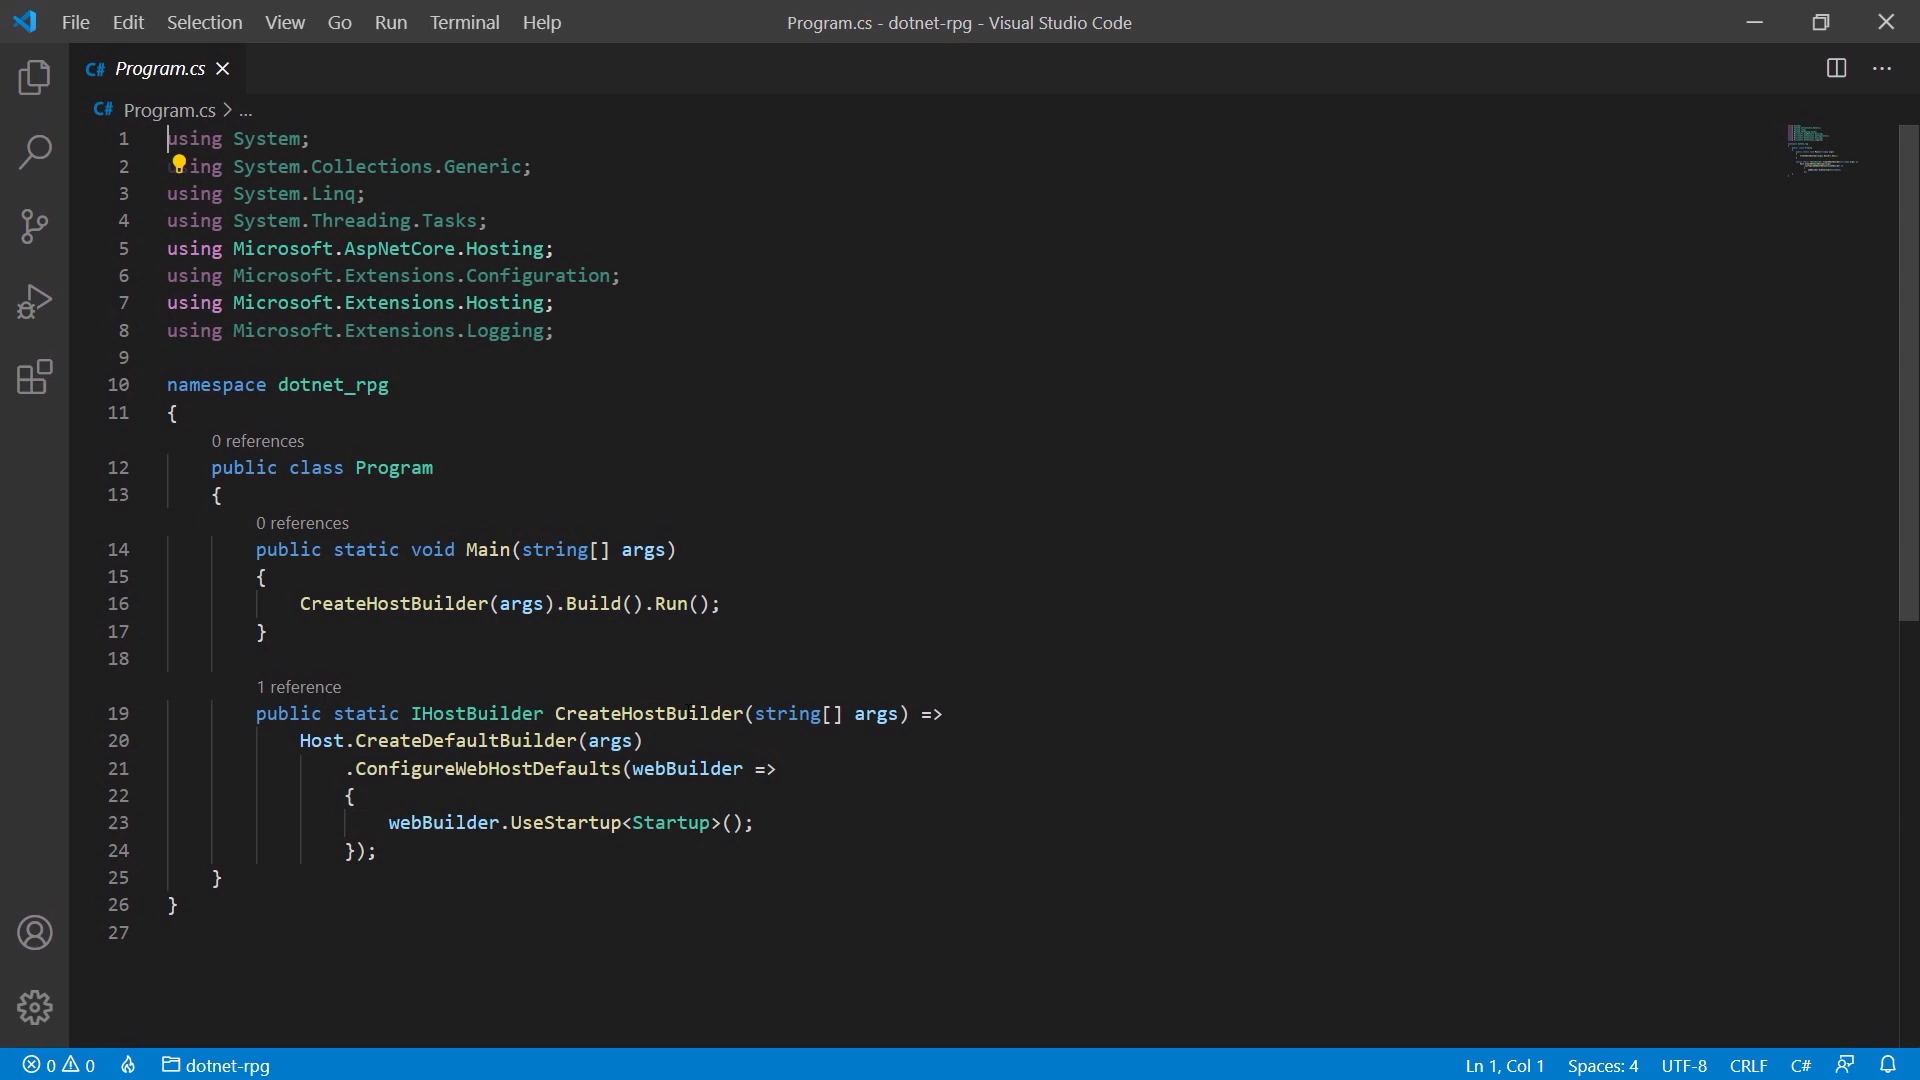 File Edit Selection View Go Run Terminal Help Program.cs - dotnet-rpg - Visual Studio Code
C# Program.cs
C# Program.cs > ...
1 using System;
2 using System.Collections.Generic;
3 using System.Linq;
4 using System.Threading.Tasks;
5 using Microsoft.AspNetCore.Hosting;
6 using Microsoft.Extensions.Configuration;
7 using Microsoft.Extensions.Hosting;
8 using Microsoft.Extensions.Logging;
9
10 namespace dotnet_rpg
11 {
0 references
12 public class Program
13 {
0 references
14 public static void Main(string[] args)
15 {
16 CreateHostBuilder(args).Build().Run();
17 }
18
1 reference
19 public static IHostBuilder CreateHostBuilder(string[] args) =>
20 Host.CreateDefaultBuilder(args)
21 .ConfigureWebHostDefaults(webBuilder =>
22 {
23 webBuilder.UseStartup<Startup>();
24 });
25 }
26 }
27
0 0 dotnet-rpg Ln 1, Col 1 Spaces: 4 UTF-8 CRLF C#